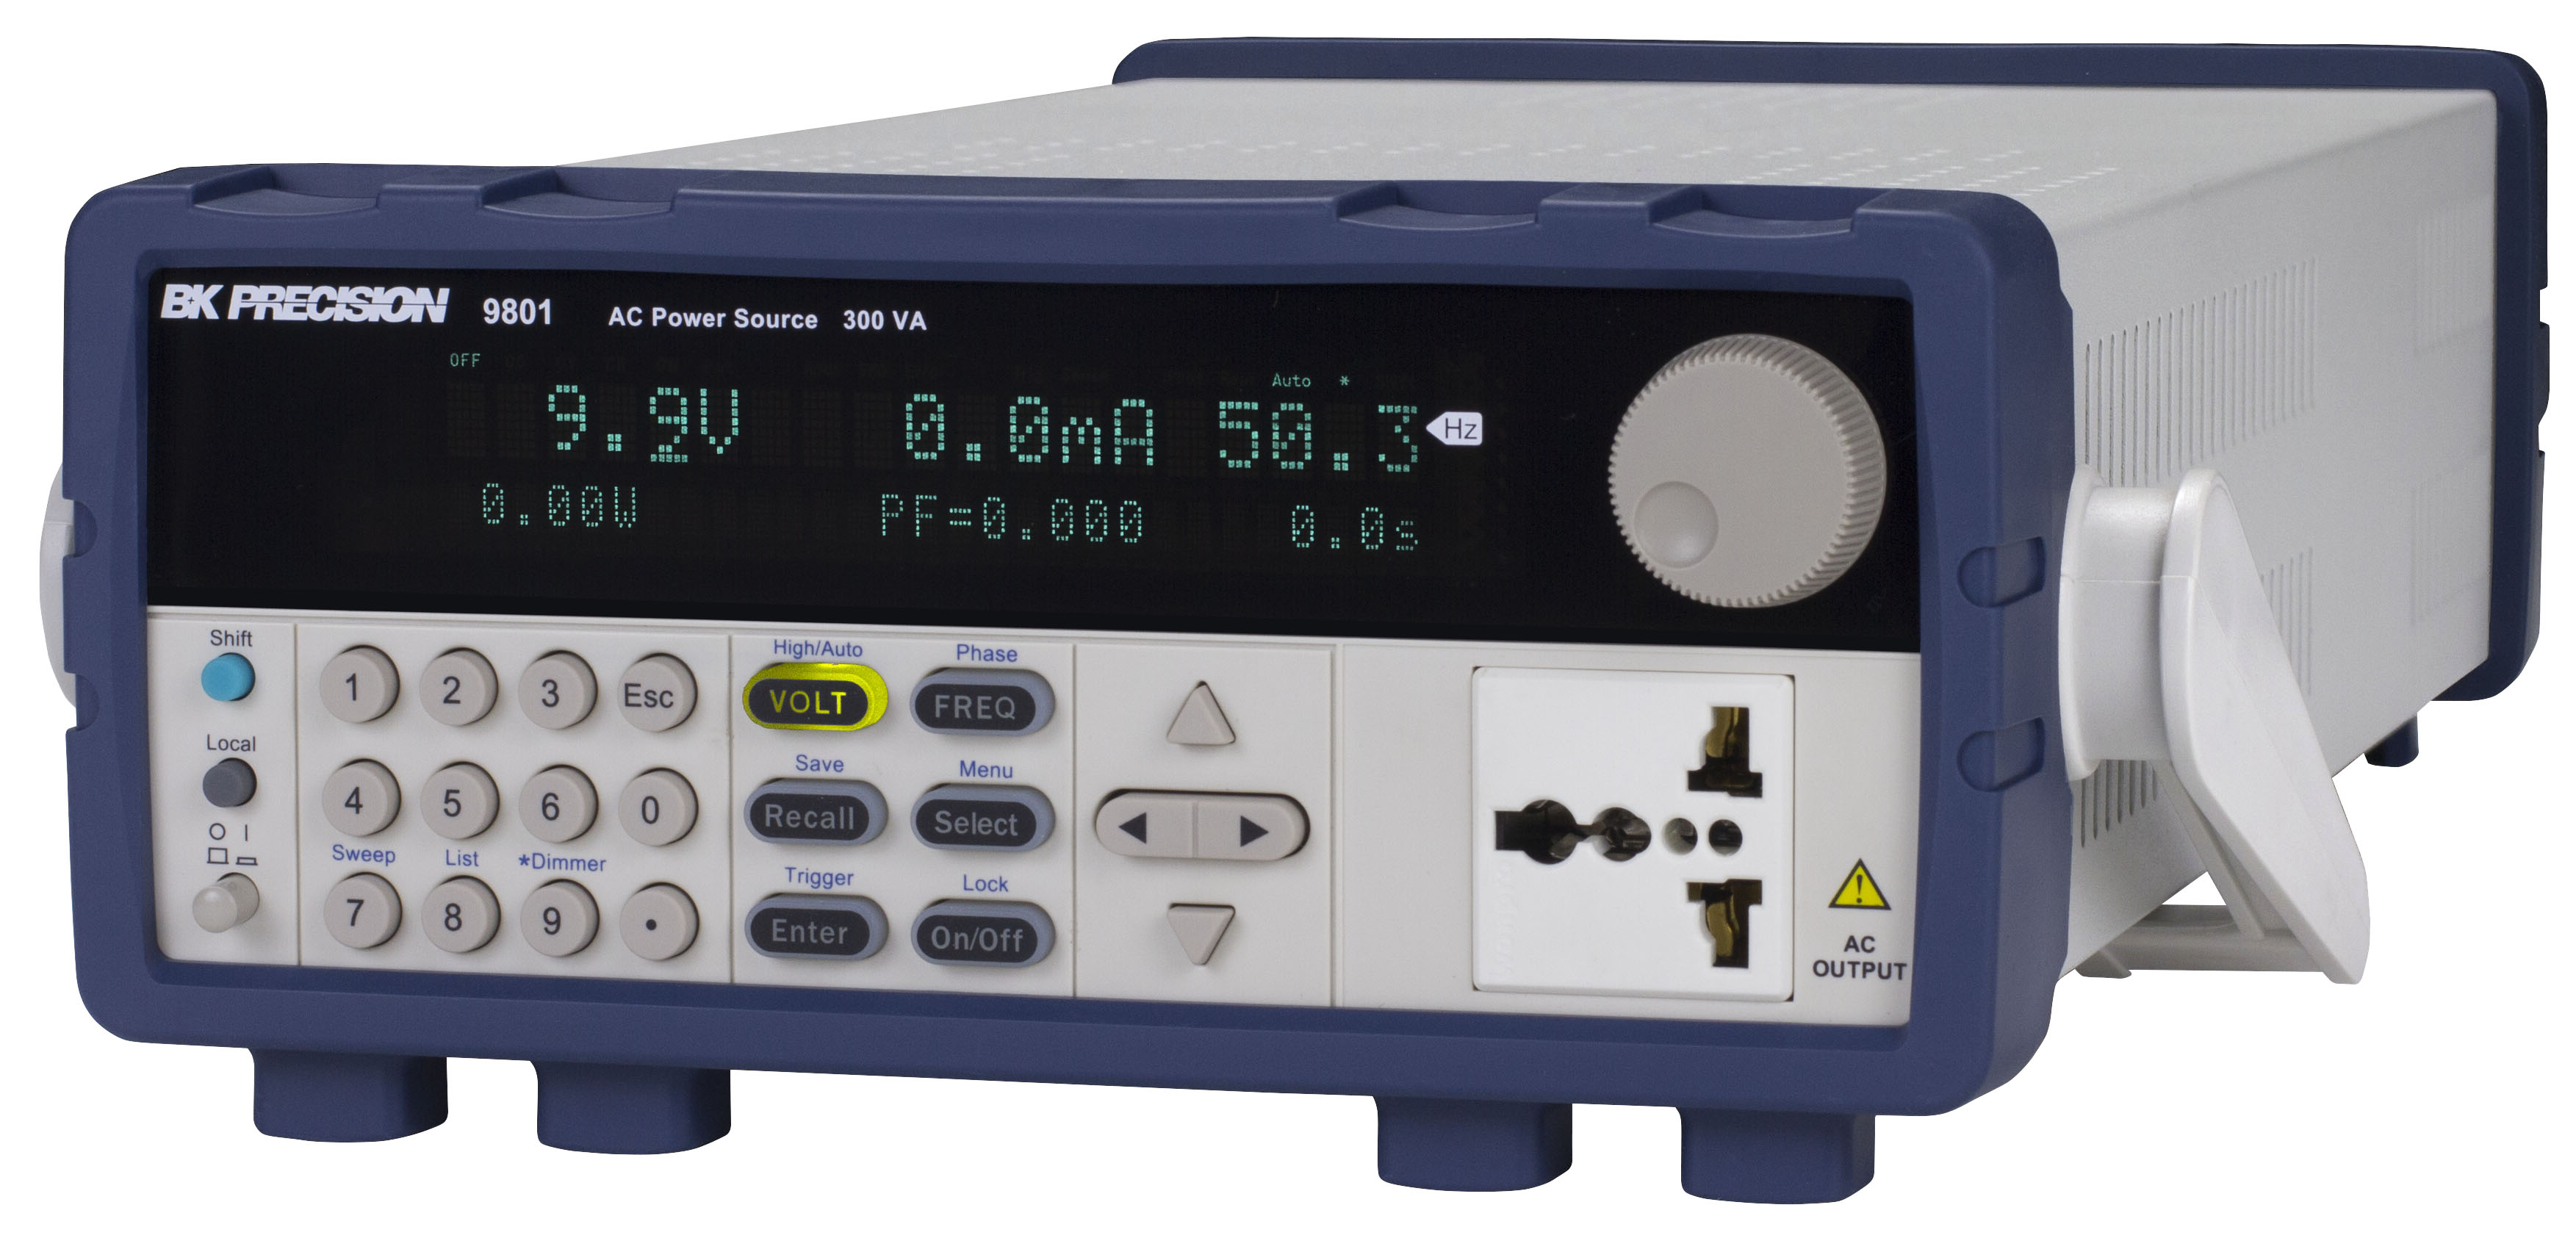 BK PRECISION 9801 AC Power Source 300 VA
OFF
Auto *
9.9V 0.0mA 50.3 Hz
0.00W PF=0.000 0.0s
Shift
Local
O I
1 2 3 Esc
4 5 6 0
Sweep List *Dimmer
7 8 9 .
High/Auto Phase
VOLT FREQ
Save Menu
Recall Select
Trigger Lock
Enter On/Off
AC
OUTPUT